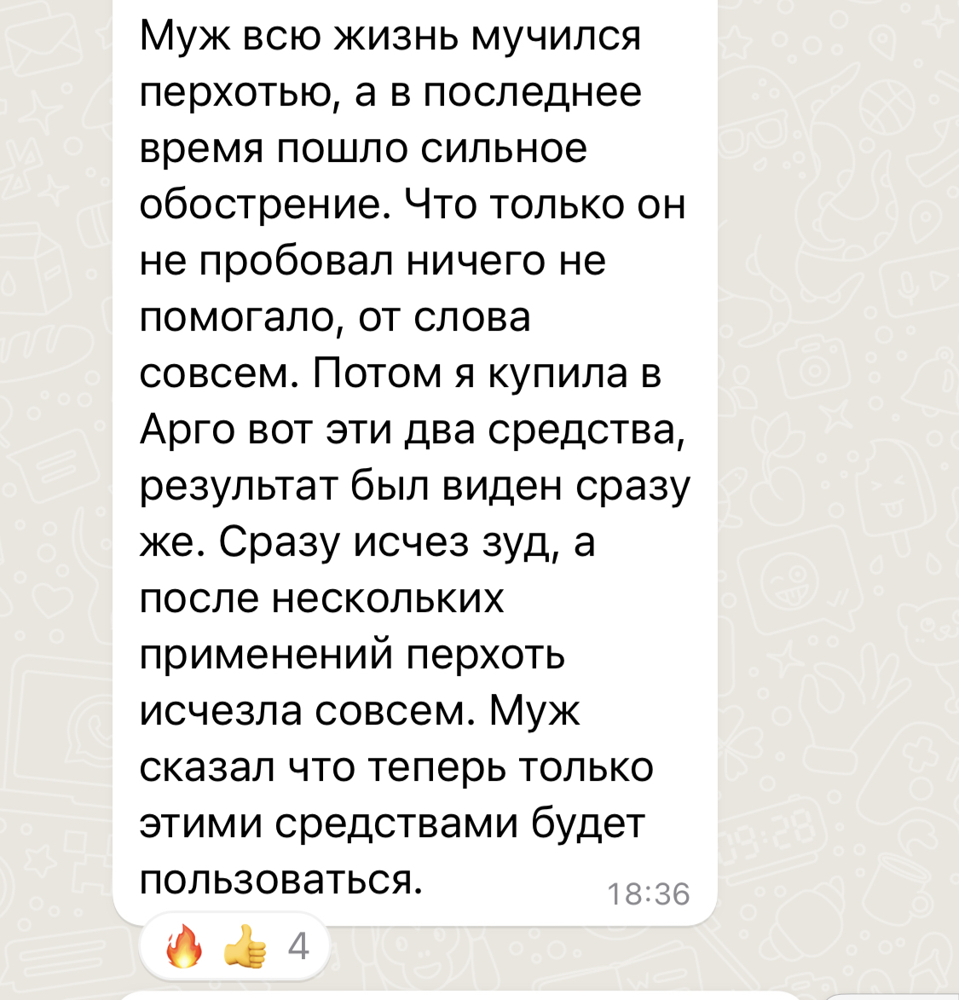 Муж всю жизнь мучился
перхотью, а в последнее
время пошло сильное
обострение. Что только он
не пробовал ничего не
помогало, от слова
совсем. Потом я купила в
Арго вот эти два средства,
результат был виден сразу
же. Сразу исчез зуд, а
после нескольких
применений перхоть
исчезла совсем. Муж
сказал что теперь только
этими средствами будет
пользоваться.
18:36
🔥 👍 4
09:28